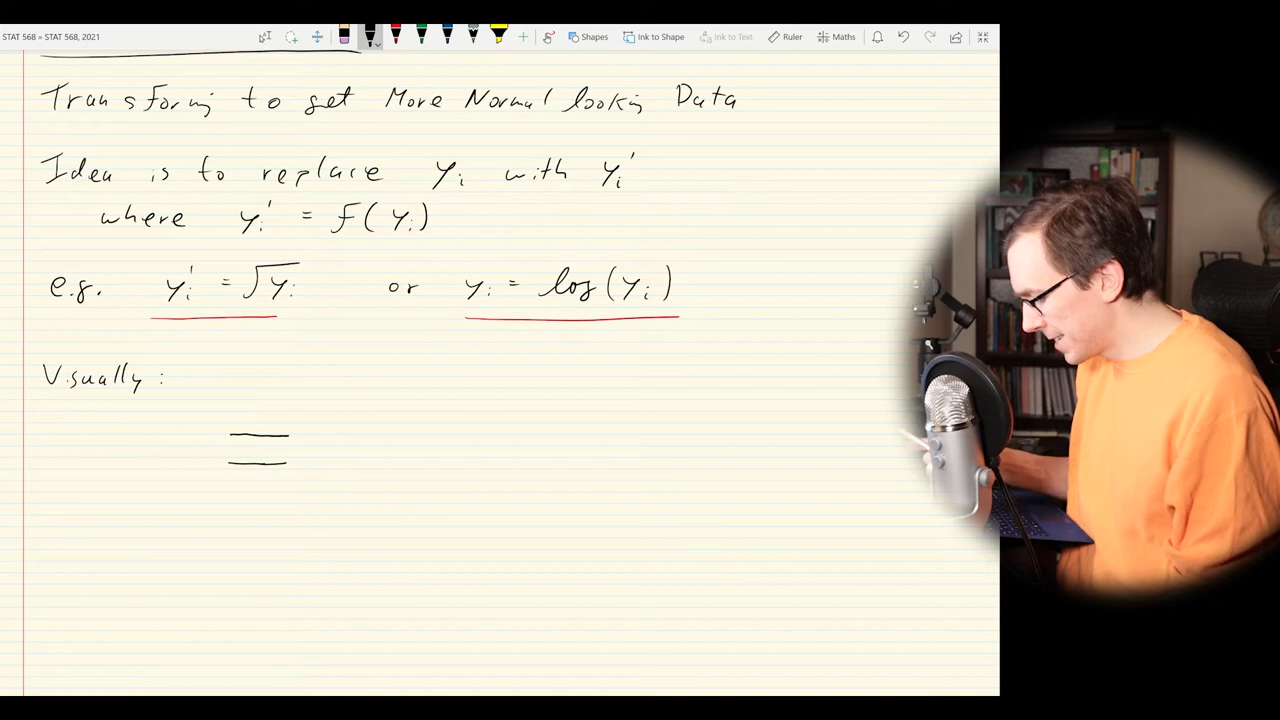 STAT 568 » STAT 568, 2021
Shapes Ink to Shape Ink to Text Ruler Maths
Transforming to get More Normal looking Data
Idea is to replace yᵢ with yᵢ'
where yᵢ' = f(yᵢ)
e.g. yᵢ' = √yᵢ or yᵢ = log(yᵢ)
Visually: